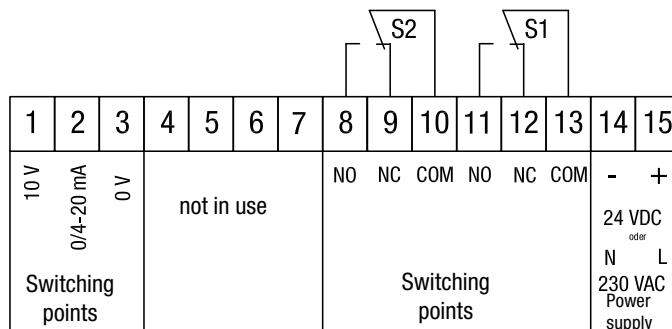 S2 S1
1 2 3 4 5 6 7 8 9 10 11 12 13 14 15
10 V 0/4-20 mA 0 V
not in use
NO NC COM NO NC COM
- +
24 VDC
oder
N L
230 VAC
Power
supply
Switching
points
Switching
points